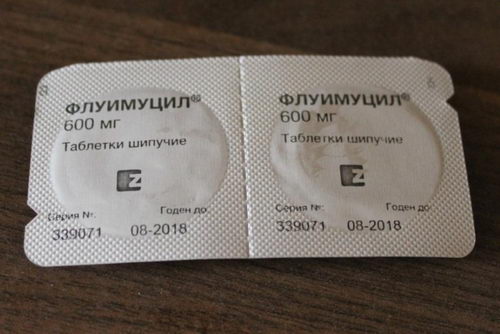 ФЛУИМУЦИЛ®
600 мг
Таблетки шипучие
Z
Серия №:
Годен до:
339071
08-2018
ФЛУИМУЦИЛ®
600 мг
Таблетки шипучие
Z
Серия №:
Годен до:
339071
08-2018